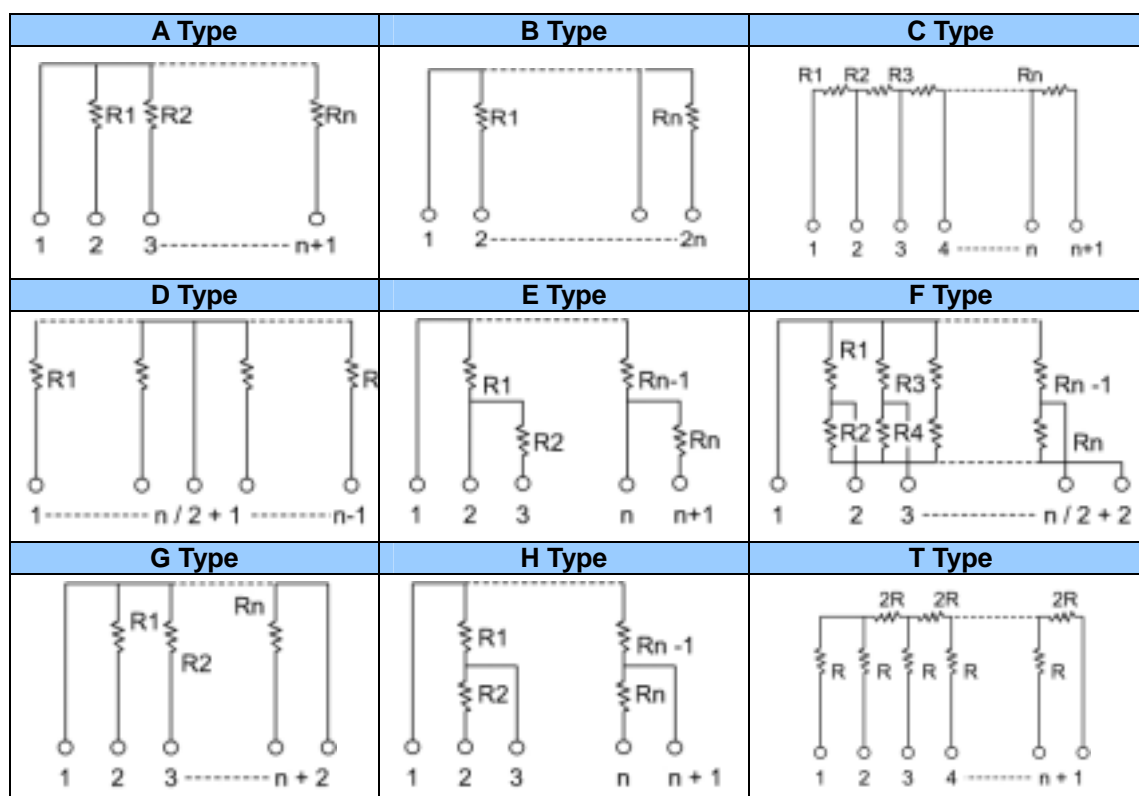 A Type
B Type
C Type
R1 R2 Rn
1 2 3 n+1
R1 Rn
1 2 2n
R1 R2 R3 Rn
1 2 3 4 n n+1
D Type
E Type
F Type
R1 R
1 n / 2 + 1 n-1
R1 Rn-1
R2 Rn
1 2 3 n n+1
R1 R3 Rn -1
R2 R4 Rn
1 2 3 n / 2 + 2
G Type
H Type
T Type
R1 Rn
R2
1 2 3 n + 2
R1 Rn -1
R2 Rn
1 2 3 n n + 1
2R 2R 2R
R R R R R
1 2 3 4 n + 1